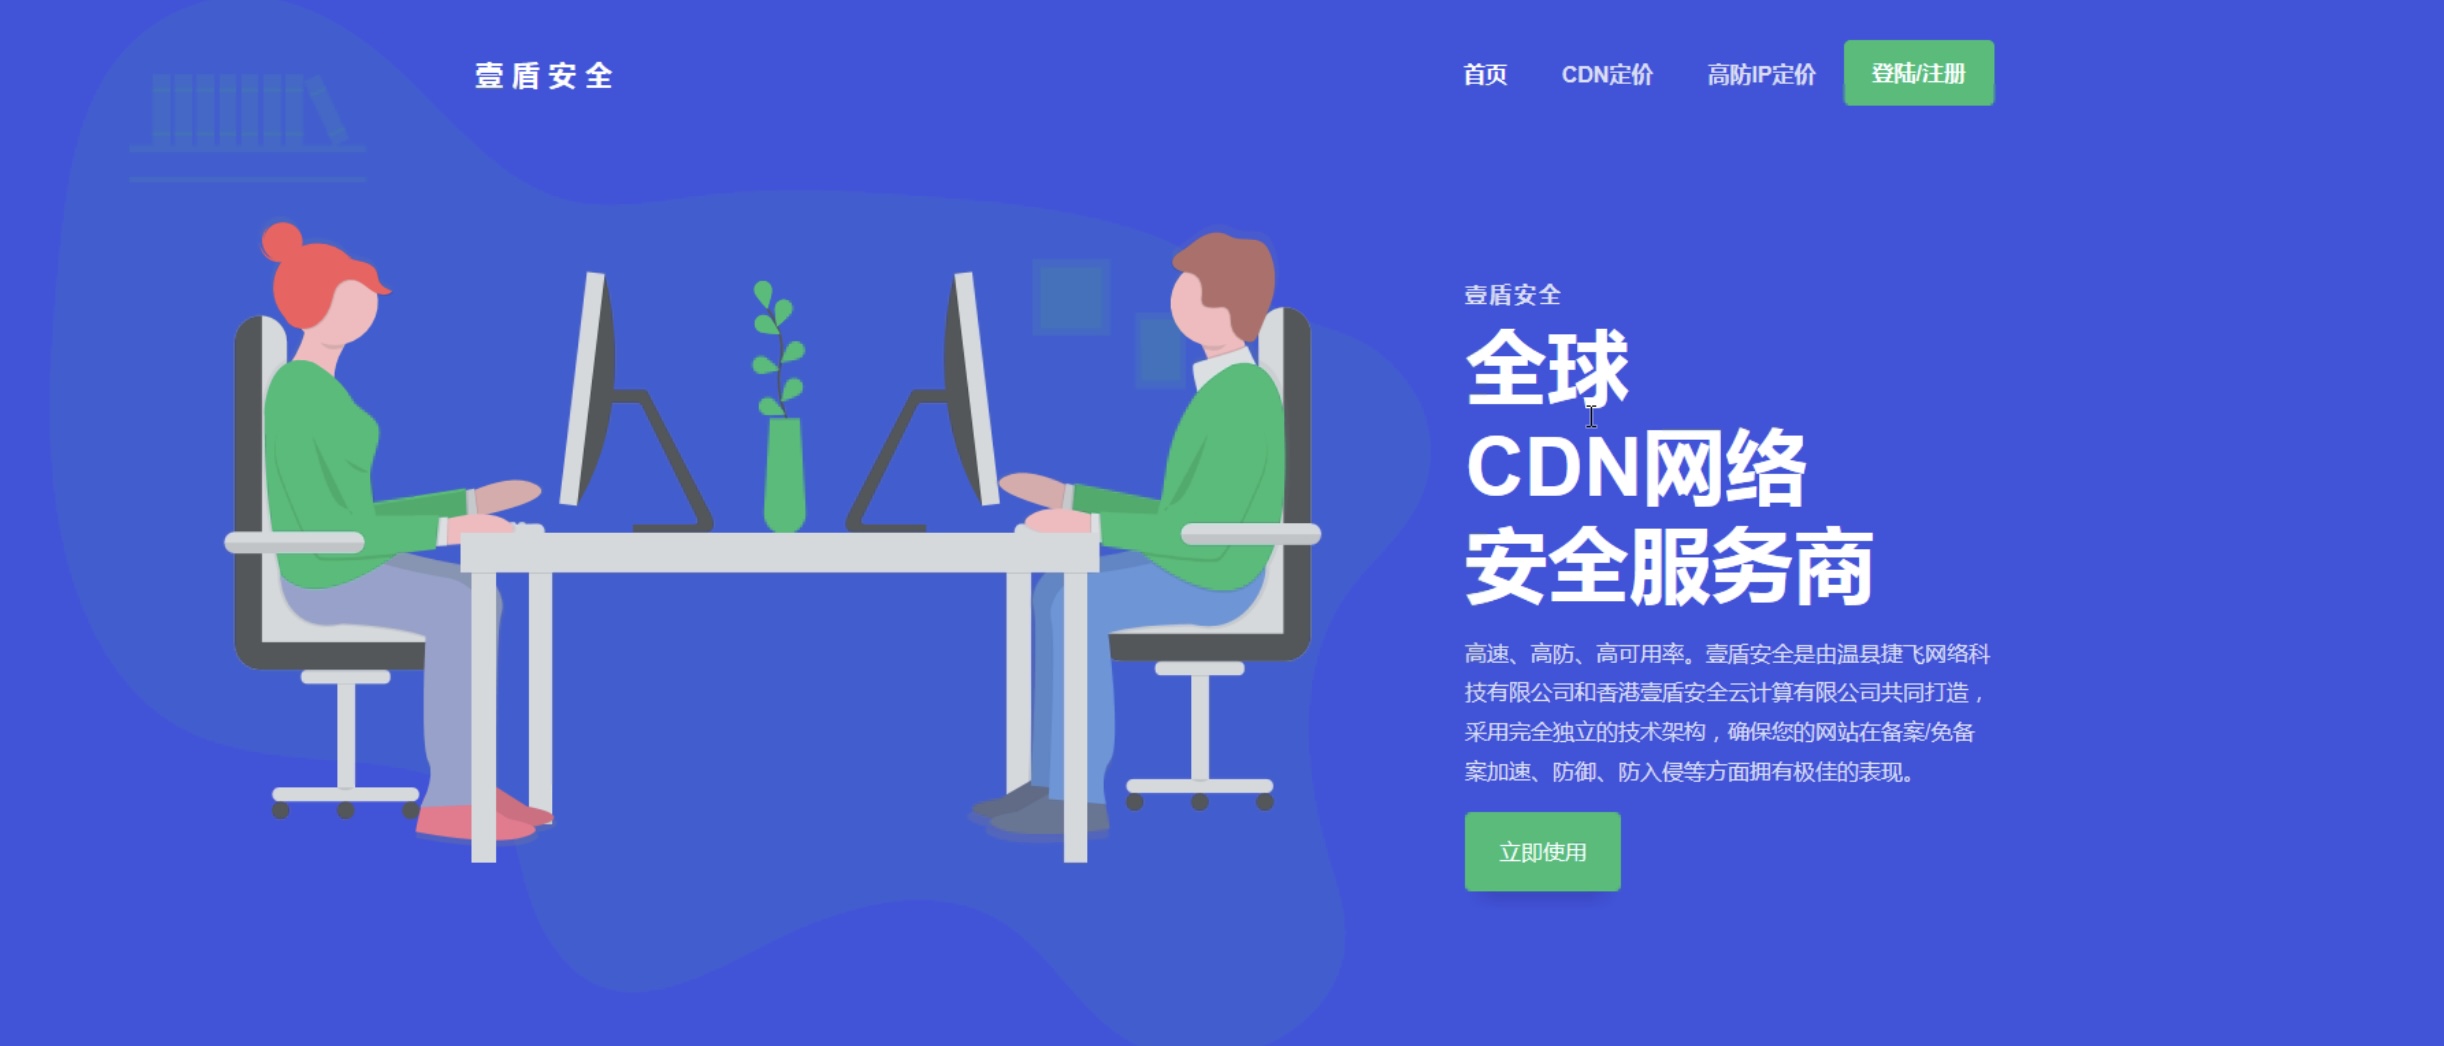 壹盾安全
首页
CDN定价
高防IP定价
登陆/注册
壹盾安全
全球
CDN网络
安全服务商
高速、高防、高可用率。壹盾安全是由温县捷飞网络科
技有限公司和香港壹盾安全云计算有限公司共同打造，
采用完全独立的技术架构，确保您的网站在备案/免备
案加速、防御、防入侵等方面拥有极佳的表现。
立即使用